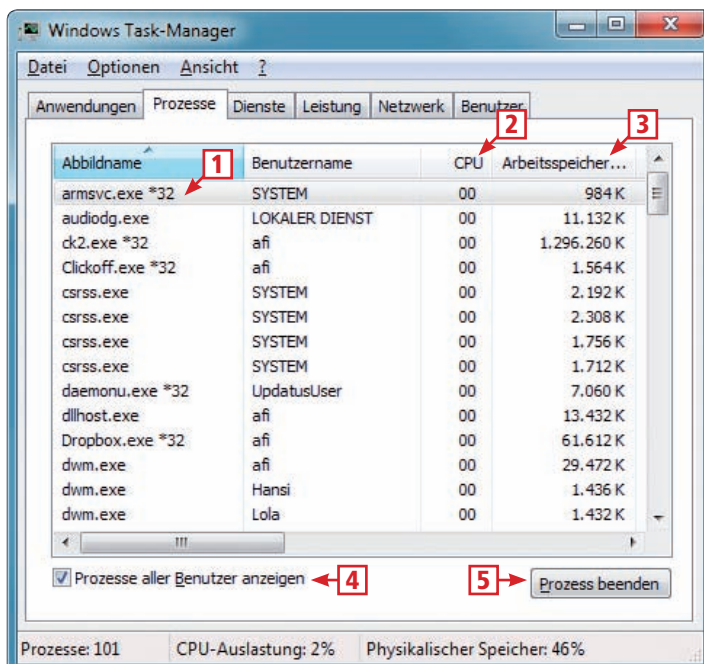 Windows Task-Manager
Datei Optionen Ansicht ?
Anwendungen Prozesse Dienste Leistung Netzwerk Benutzer
2 3
Abbildname Benutzername CPU Arbeitsspeicher...
1
armsvc.exe *32 SYSTEM 00 984 K
audiodg.exe LOKALER DIENST 00 11.132 K
ck2.exe *32 afi 00 1.296.260 K
Clickoff.exe *32 afi 00 1.564 K
csrss.exe SYSTEM 00 2.192 K
csrss.exe SYSTEM 00 2.308 K
csrss.exe SYSTEM 00 1.756 K
csrss.exe SYSTEM 00 1.712 K
daemonu.exe *32 UpdatusUser 00 7.060 K
dllhost.exe afi 00 13.432 K
Dropbox.exe *32 afi 00 61.612 K
dwm.exe afi 00 29.472 K
dwm.exe Hansi 00 1.436 K
dwm.exe Lola 00 1.432 K
Prozesse aller Benutzer anzeigen 4 5 Prozess beenden
Prozesse: 101 CPU-Auslastung: 2% Physikalischer Speicher: 46%